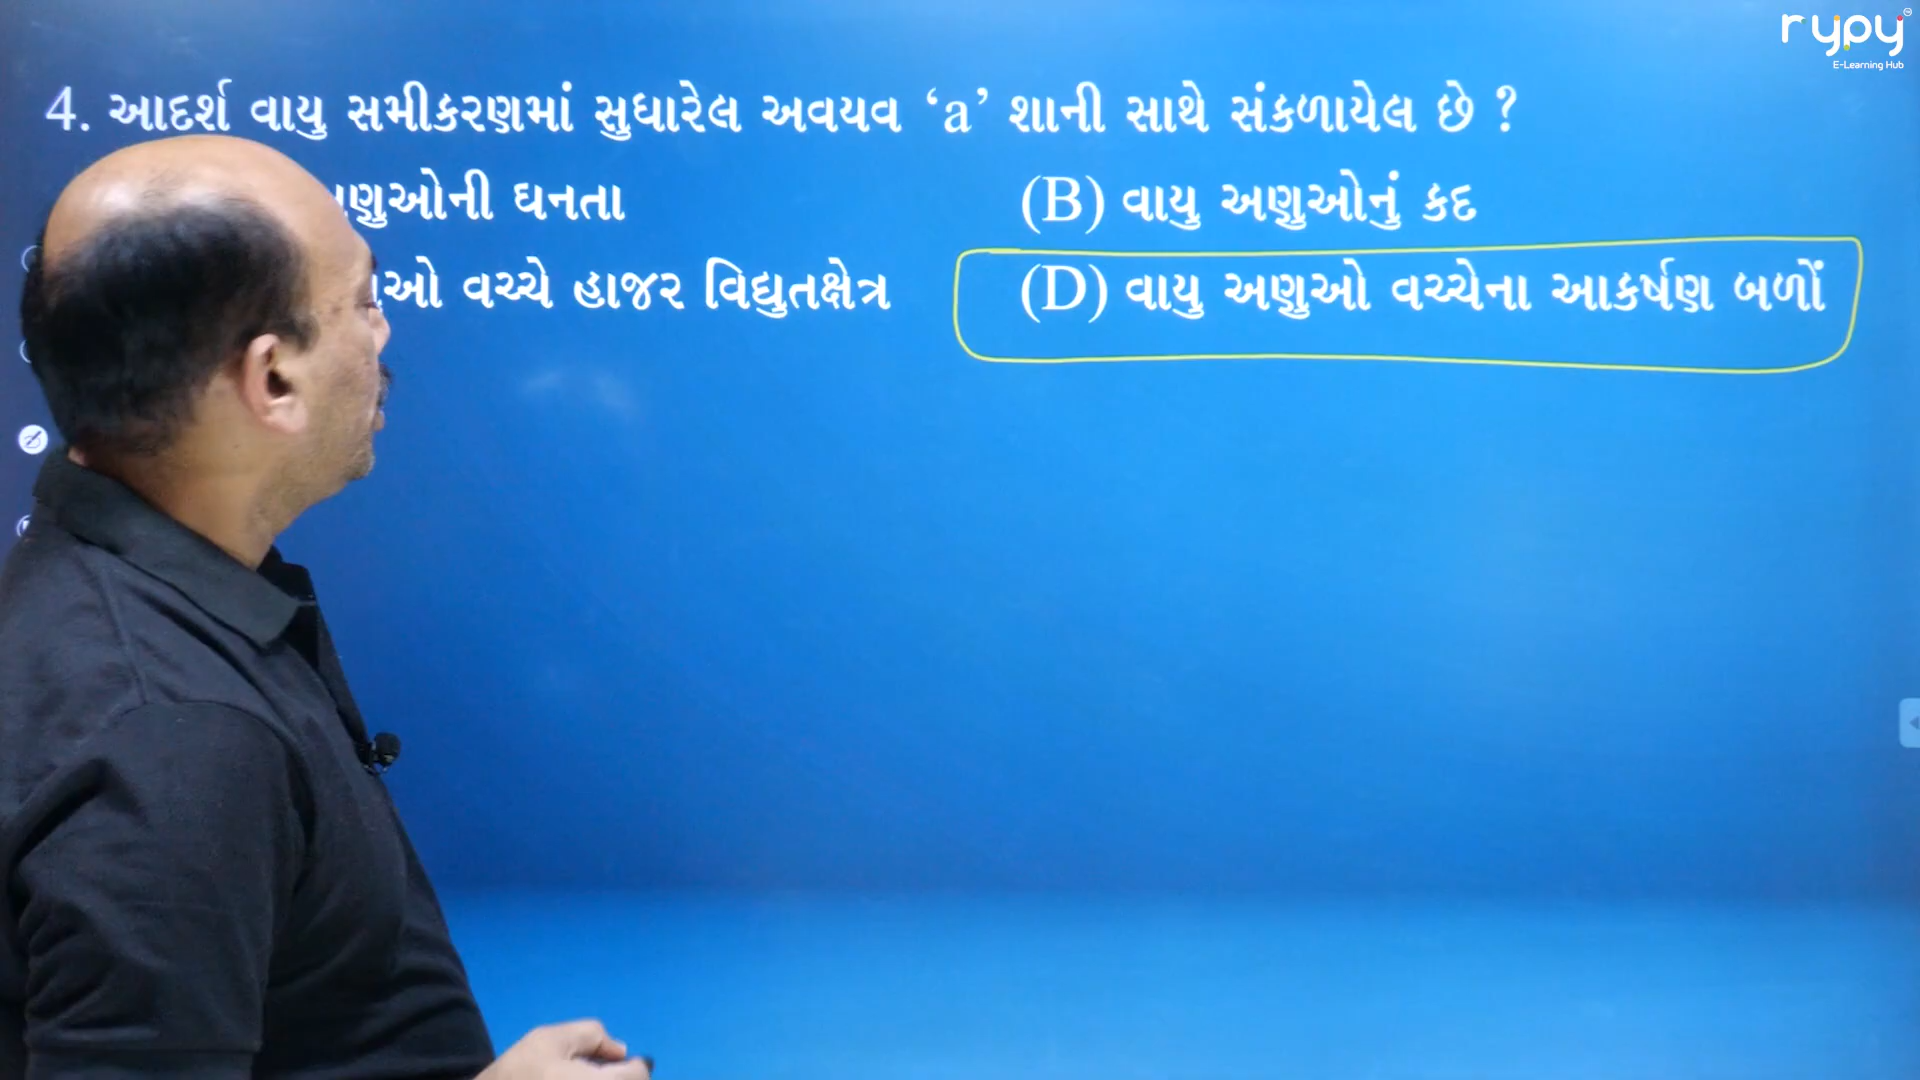 rypy
E-Learning Hub
4. આદર્શ વાયુ સમીકરણમાં સુધારેલ અવયવ ‘a’ શાની સાથે સંકળાયેલ છે ?
ઘનતા
(B) વાયુ અણુઓનું કદ
વચ્ચે હાજર વિદ્યુતક્ષેત્ર
(D) વાયુ અણુઓ વચ્ચેના આકર્ષણ બળોં